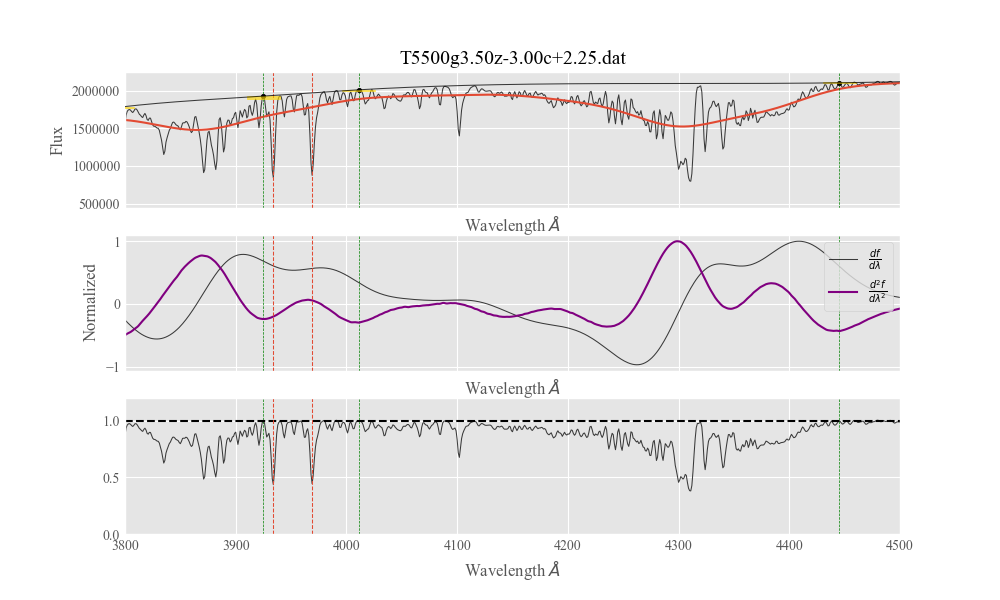 T5500g3.50z-3.00c+2.25.dat
2000000
1500000
1000000
500000
Flux
Wavelength Å
1
0
−1
Normalized
df/dλ
d²f/dλ²
Wavelength Å
1.0
0.5
0.0
3800 3900 4000 4100 4200 4300 4400 4500
Wavelength Å